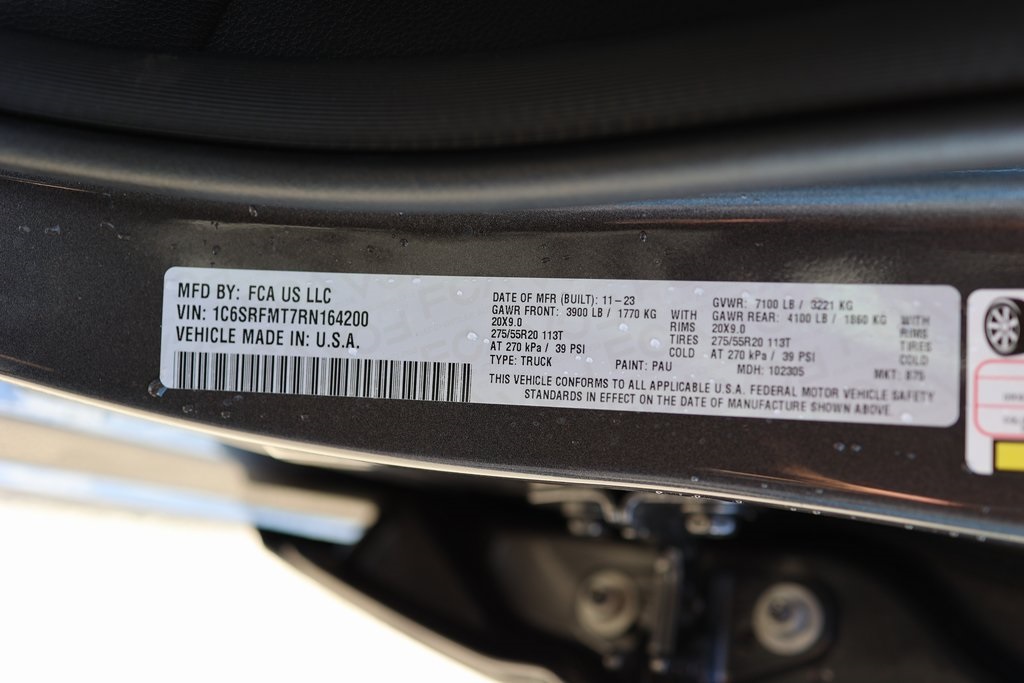 MFD BY: FCA US LLC
VIN: 1C6SRFMT7RN164200
VEHICLE MADE IN: U.S.A.
DATE OF MFR (BUILT): 11-23
GAWR FRONT: 3900 LB / 1770 KG WITH
20X9.0 RIMS
275/55R20 113T TIRES
AT 270 kPa / 39 PSI COLD
TYPE: TRUCK PAINT: PAU
GVWR: 7100 LB / 3221 KG
GAWR REAR: 4100 LB / 1860 KG WITH
20X9.0 RIMS
275/55R20 113T TIRES
AT 270 kPa / 39 PSI COLD
MDH: 102305 MKT: B75
THIS VEHICLE CONFORMS TO ALL APPLICABLE U.S.A. FEDERAL MOTOR VEHICLE SAFETY
STANDARDS IN EFFECT ON THE DATE OF MANUFACTURE SHOWN ABOVE.